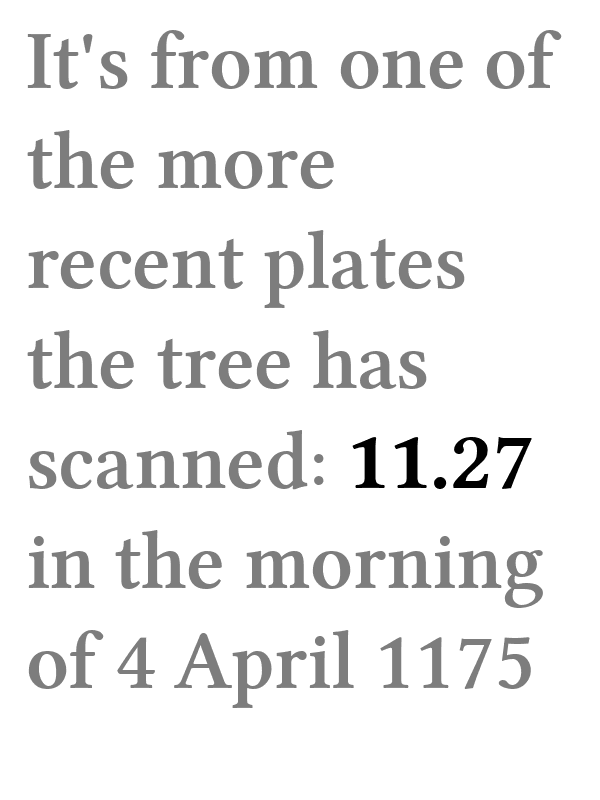 It's from one of
the more
recent plates
the tree has
scanned: 11.27
in the morning
of 4 April 1175